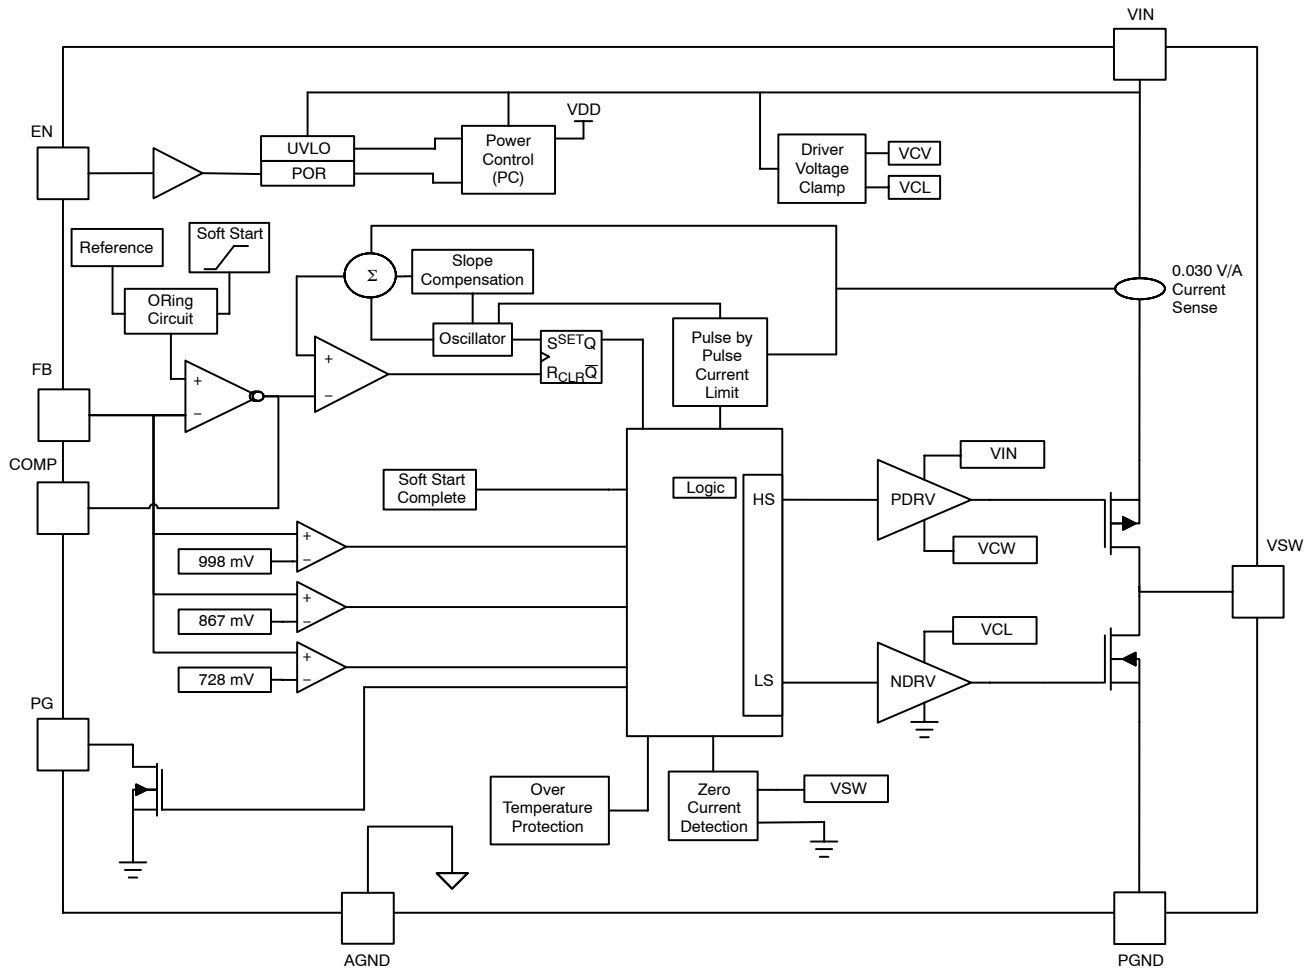 VIN
EN
UVLO
POR
Power
Control
(PC)
VDD
Driver
Voltage
Clamp
VCV
VCL
Reference
Soft Start
ORing
Circuit
Σ
Slope
Compensation
Oscillator
S SET Q
R CLR Q̅
Pulse by
Pulse
Current
Limit
0.030 V/A
Current
Sense
FB
+
−
+
−
COMP
Soft Start
Complete
Logic
HS
LS
PDRV
VIN
VCW
VSW
998 mV
+
−
867 mV
+
−
728 mV
+
−
NDRV
VCL
PG
Over
Temperature
Protection
Zero
Current
Detection
VSW
AGND
PGND